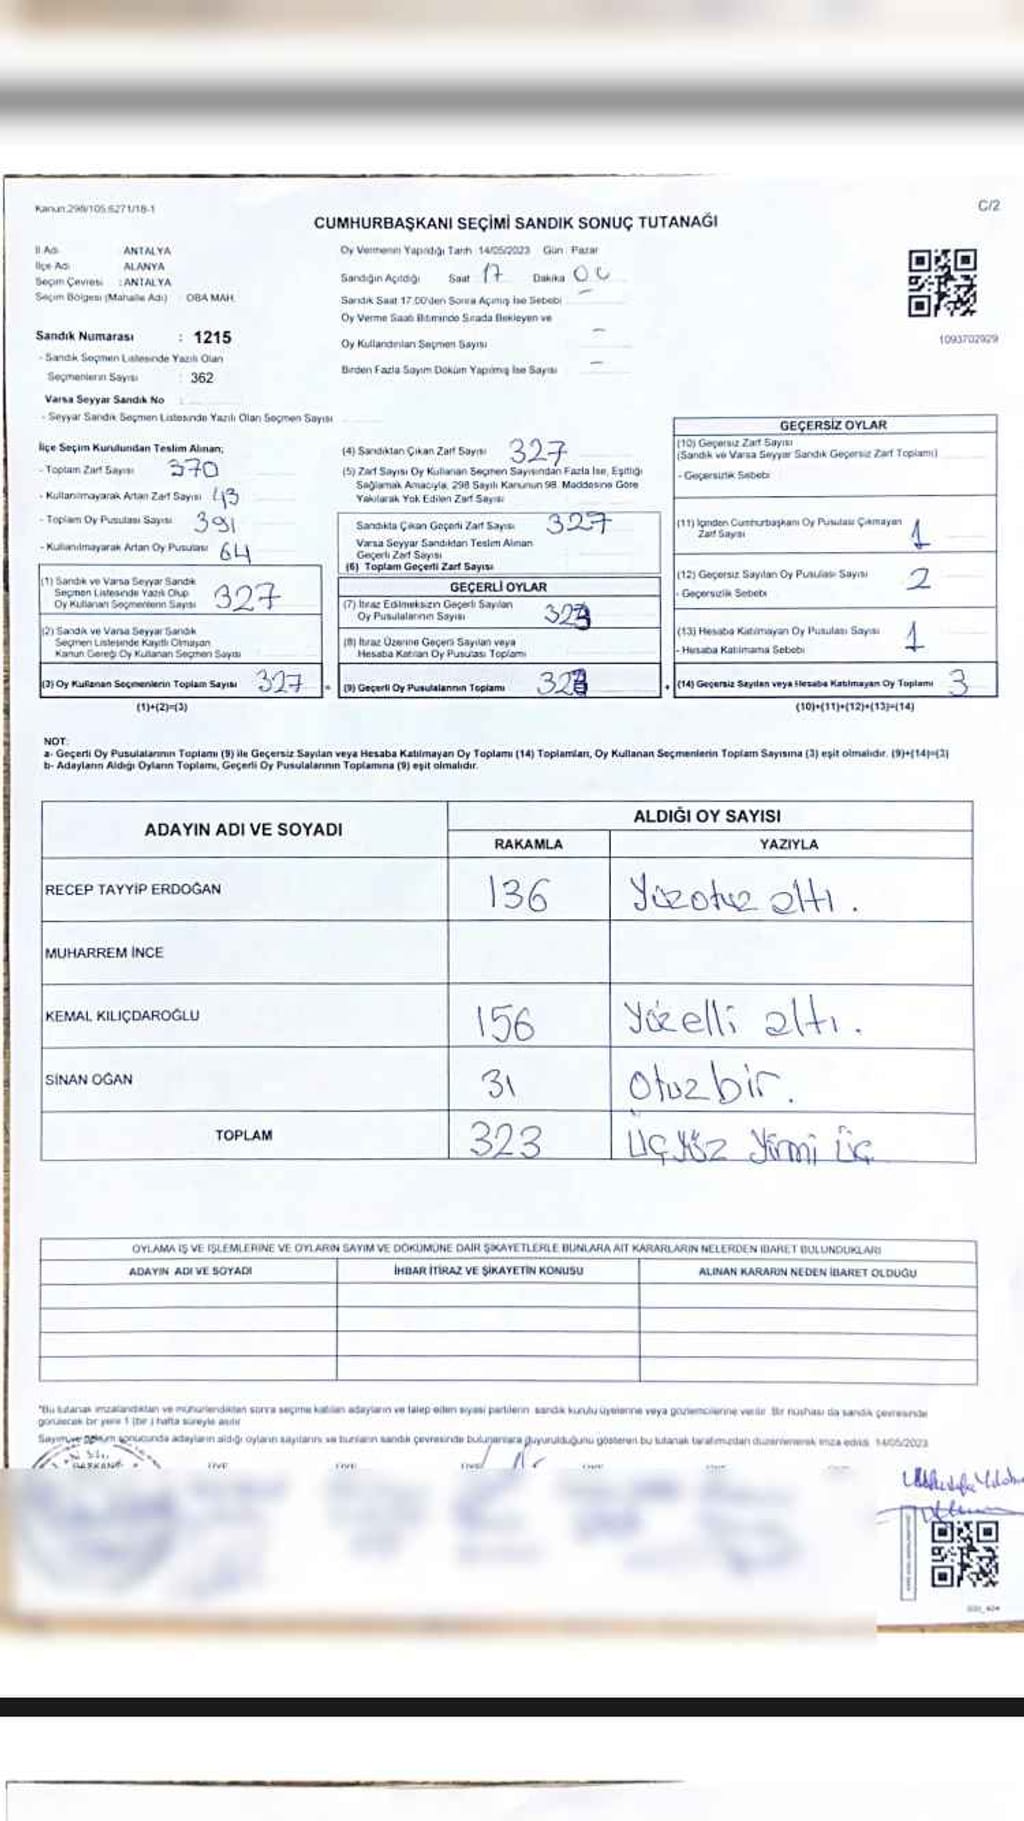 Kanun:298/105,6271/18-1
C/2
CUMHURBAŞKANI SEÇİMİ SANDIK SONUÇ TUTANAĞI
İl Adı : ANTALYA
İlçe Adı : ALANYA
Seçim Çevresi : ANTALYA
Seçim Bölgesi (Mahalle Adı) : OBA MAH.
Sandık Numarası : 1215
- Sandık Seçmen Listesinde Yazılı Olan
Seçmenlerin Sayısı : 362
Varsa Seyyar Sandık No :
- Seyyar Sandık Seçmen Listesinde Yazılı Olan Seçmen Sayısı
Oy Vermenin Yapıldığı Tarih 14/05/2023 Gün : Pazar
Sandığın Açıldığı Saat 17 Dakika 00
Sandık Saat 17.00'den Sonra Açılmış İse Sebebi –
Oy Verme Saati Bitiminde Sırada Bekleyen ve
Oy Kullandırılan Seçmen Sayısı –
Birden Fazla Sayım Döküm Yapılmış İse Sayısı –
1093702929
İlçe Seçim Kurulundan Teslim Alınan;
- Toplam Zarf Sayısı 370
- Kullanılmayarak Artan Zarf Sayısı 43
- Toplam Oy Pusulası Sayısı 391
- Kullanılmayarak Artan Oy Pusulası 64
(1) Sandık ve Varsa Seyyar Sandık
Seçmen Listesinde Yazılı Olup
Oy Kullanan Seçmenlerin Sayısı 327
(2) Sandık ve Varsa Seyyar Sandık
Seçmen Listesinde Kayıtlı Olmayan
Kanun Gereği Oy Kullanan Seçmen Sayısı
(3) Oy Kullanan Seçmenlerin Toplam Sayısı 327
(1)+(2)=(3)
(4) Sandıktan Çıkan Zarf Sayısı 327
(5) Zarf Sayısı Oy Kullanan Seçmen Sayısından Fazla İse, Eşitliği
Sağlamak Amacıyla, 298 Sayılı Kanunun 98. Maddesine Göre
Yakılarak Yok Edilen Zarf Sayısı
Sandıkta Çıkan Geçerli Zarf Sayısı 327
Varsa Seyyar Sandıktan Teslim Alınan
Geçerli Zarf Sayısı
(6) Toplam Geçerli Zarf Sayısı
GEÇERLİ OYLAR
(7) İtiraz Edilmeksizin Geçerli Sayılan
Oy Pusulalarının Sayısı 323
(8) İtiraz Üzerine Geçerli Sayılan veya
Hesaba Katılan Oy Pusulası Toplamı
= (9) Geçerli Oy Pusulalarının Toplamı 323
GEÇERSİZ OYLAR
(10) Geçersiz Zarf Sayısı
(Sandık ve Varsa Seyyar Sandık Geçersiz Zarf Toplamı)
- Geçersizlik Sebebi:
(11) İçinden Cumhurbaşkanı Oy Pusulası Çıkmayan
Zarf Sayısı 1
(12) Geçersiz Sayılan Oy Pusulası Sayısı 2
- Geçersizlik Sebebi:
(13) Hesaba Katılmayan Oy Pusulası Sayısı 1
- Hesaba Katılmama Sebebi
+ (14) Geçersiz Sayılan veya Hesaba Katılmayan Oy Toplamı 3
(10)+(11)+(12)+(13)=(14)
NOT:
a- Geçerli Oy Pusulalarının Toplamı (9) ile Geçersiz Sayılan veya Hesaba Katılmayan Oy Toplamı (14) Toplamları, Oy Kullanan Seçmenlerin Toplam Sayısına (3) eşit olmalıdır. (9)+(14)=(3)
b- Adayların Aldığı Oyların Toplamı, Geçerli Oy Pusulalarının Toplamına (9) eşit olmalıdır.
ADAYIN ADI VE SOYADI
ALDIĞI OY SAYISI
RAKAMLA YAZIYLA
RECEP TAYYİP ERDOĞAN 136 Yüzotuz altı .
MUHARREM İNCE
KEMAL KILIÇDAROĞLU 156 Yüzelli altı .
SİNAN OĞAN 31 Otuz bir .
TOPLAM 323 ÜÇ YÜZ Yirmi Üç
OYLAMA İŞ VE İŞLEMLERİNE VE OYLARIN SAYIM VE DÖKÜMÜNE DAİR ŞİKAYETLERLE BUNLARA AİT KARARLARIN NELERDEN İBARET BULUNDUKLARI
ADAYIN ADI VE SOYADI İHBAR İTİRAZ VE ŞİKAYETİN KONUSU ALINAN KARARIN NEDEN İBARET OLDUĞU
"Bu tutanak imzalandıktan ve mühürlendikten sonra seçime katılan adayların ve talep eden siyasi partilerin sandık kurulu üyelerine veya gözlemcilerine verilir. Bir nüshası da sandık çevresinde
görülecek bir yere 1 (bir ) hafta süreyle asılır
Sayım ve döküm sonucunda adayların aldığı oyların sayılarını ve bunların sandık çevresinde bulunanlara duyurulduğunu gösteren bu tutanak tarafımızdan düzenlenerek imza edildi. 14/05/2023
BAŞKAN